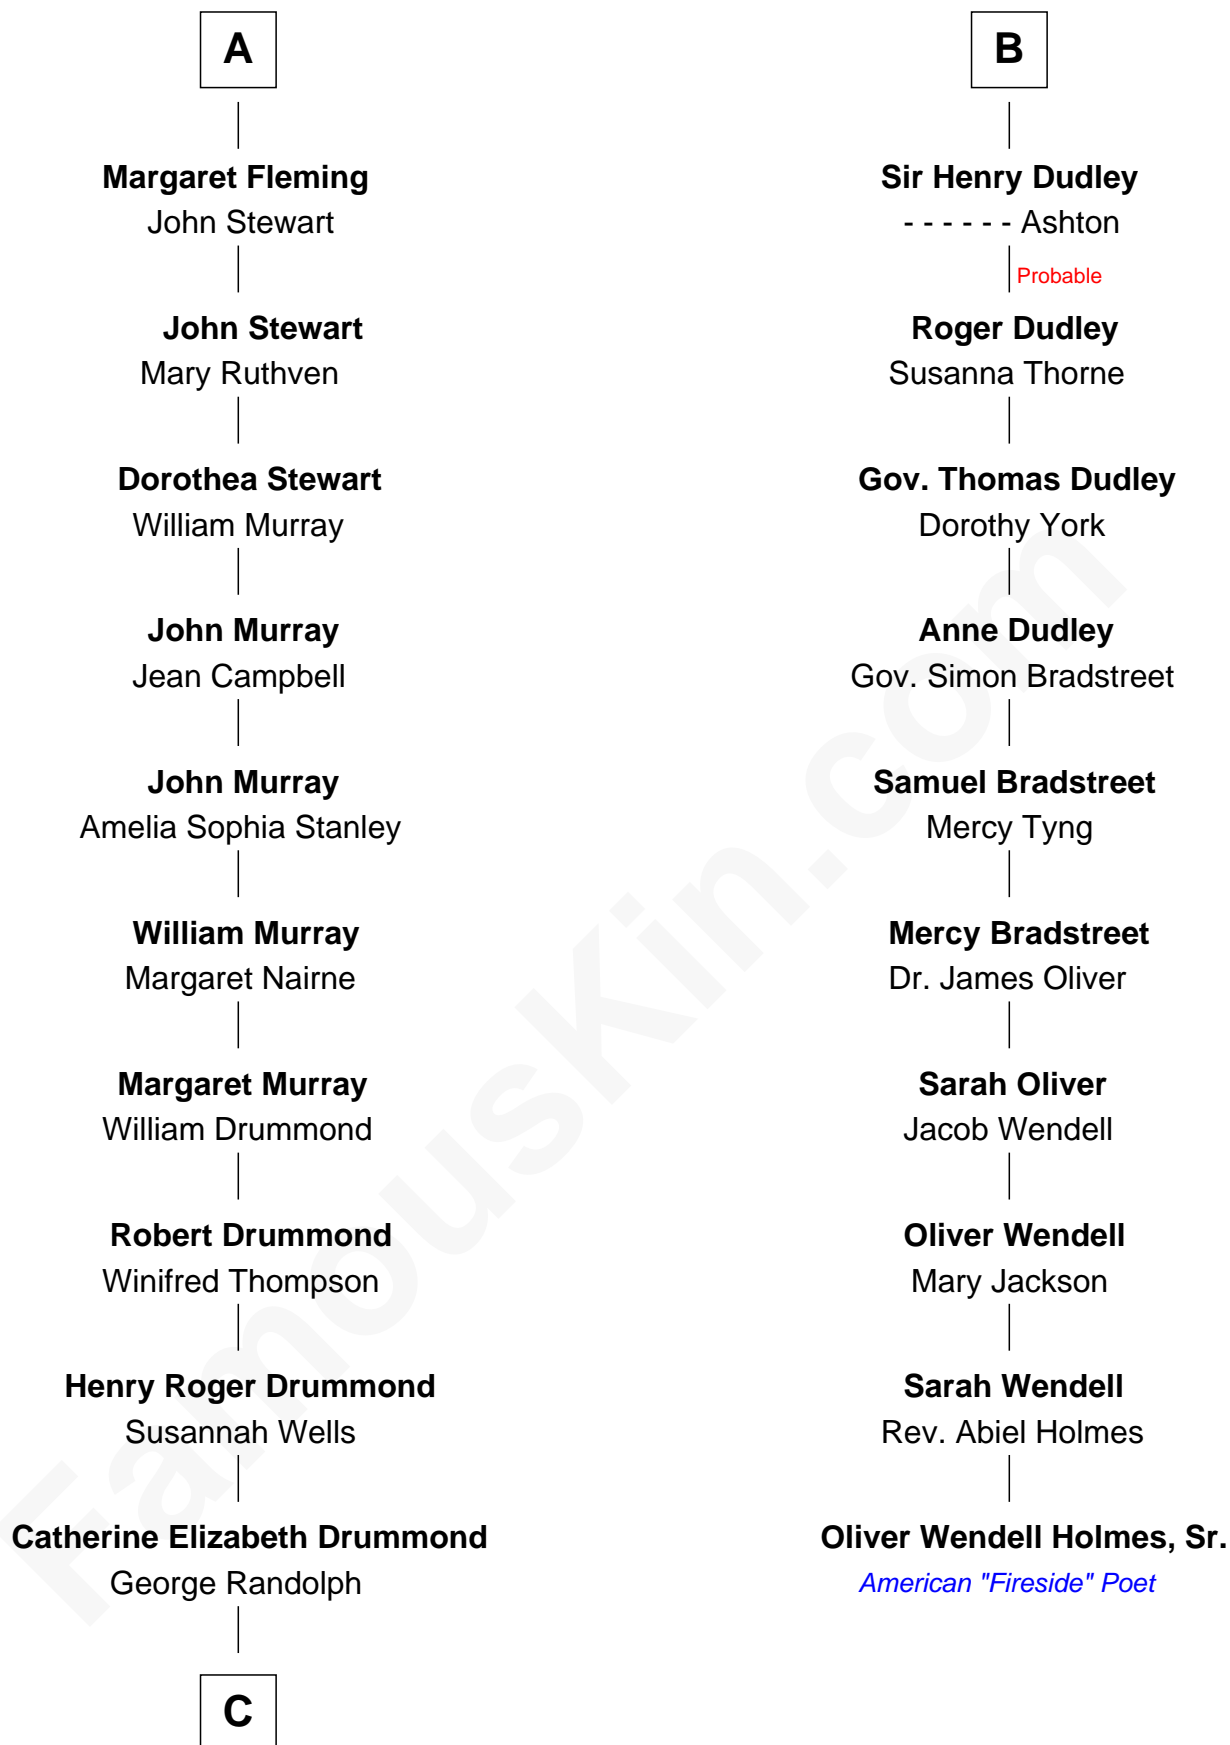 A
Margaret Fleming
John Stewart
John Stewart
Mary Ruthven
Dorothea Stewart
William Murray
John Murray
Jean Campbell
John Murray
Amelia Sophia Stanley
William Murray
Margaret Nairne
Margaret Murray
William Drummond
Robert Drummond
Winifred Thompson
Henry Roger Drummond
Susannah Wells
Catherine Elizabeth Drummond
George Randolph
C
B
Sir Henry Dudley
- - - - - - Ashton
Probable
Roger Dudley
Susanna Thorne
Gov. Thomas Dudley
Dorothy York
Anne Dudley
Gov. Simon Bradstreet
Samuel Bradstreet
Mercy Tyng
Mercy Bradstreet
Dr. James Oliver
Sarah Oliver
Jacob Wendell
Oliver Wendell
Mary Jackson
Sarah Wendell
Rev. Abiel Holmes
Oliver Wendell Holmes, Sr.
American "Fireside" Poet
FamousKin.com